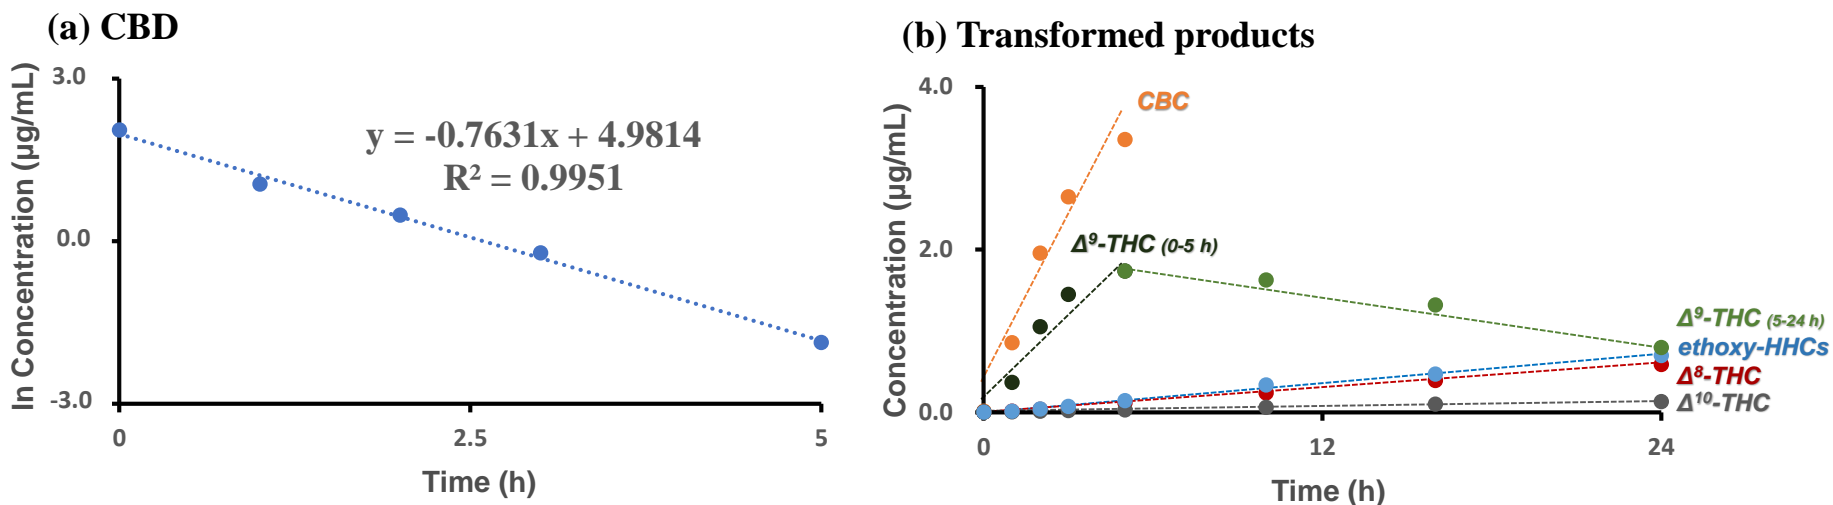 (a) CBD
3.0
0.0
-3.0
ln Concentration (µg/mL)
y = -0.7631x + 4.9814
R² = 0.9951
0
2.5
5
Time (h)
(b) Transformed products
4.0
2.0
0.0
Concentration (µg/mL)
CBC
Δ⁹-THC (0-5 h)
Δ⁹-THC (5-24 h)
ethoxy-HHCs
Δ⁸-THC
Δ¹⁰-THC
0
12
24
Time (h)